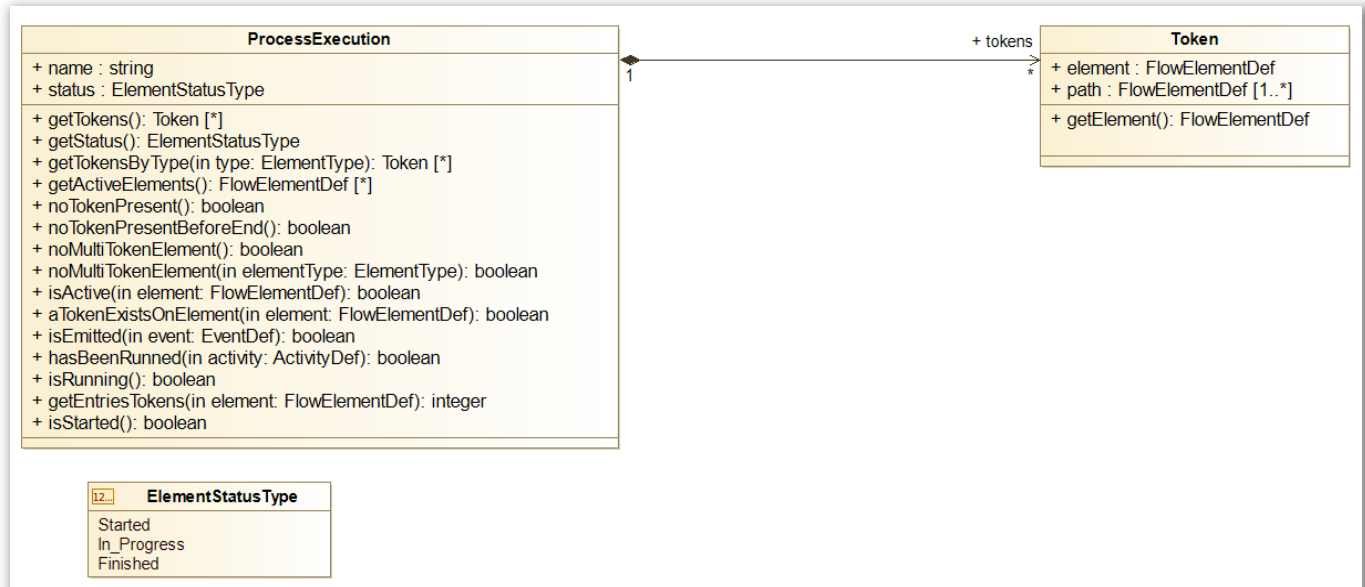 ProcessExecution
+ name : string
+ status : ElementStatusType
+ getTokens(): Token [*]
+ getStatus(): ElementStatusType
+ getTokensByType(in type: ElementType): Token [*]
+ getActiveElements(): FlowElementDef [*]
+ noTokenPresent(): boolean
+ noTokenPresentBeforeEnd(): boolean
+ noMultiTokenElement(): boolean
+ noMultiTokenElement(in elementType: ElementType): boolean
+ isActive(in element: FlowElementDef): boolean
+ aTokenExistsOnElement(in element: FlowElementDef): boolean
+ isEmitted(in event: EventDef): boolean
+ hasBeenRunned(in activity: ActivityDef): boolean
+ isRunning(): boolean
+ getEntriesTokens(in element: FlowElementDef): integer
+ isStarted(): boolean
1
+ tokens
*
Token
+ element : FlowElementDef
+ path : FlowElementDef [1..*]
+ getElement(): FlowElementDef
12... ElementStatusType
Started
In_Progress
Finished